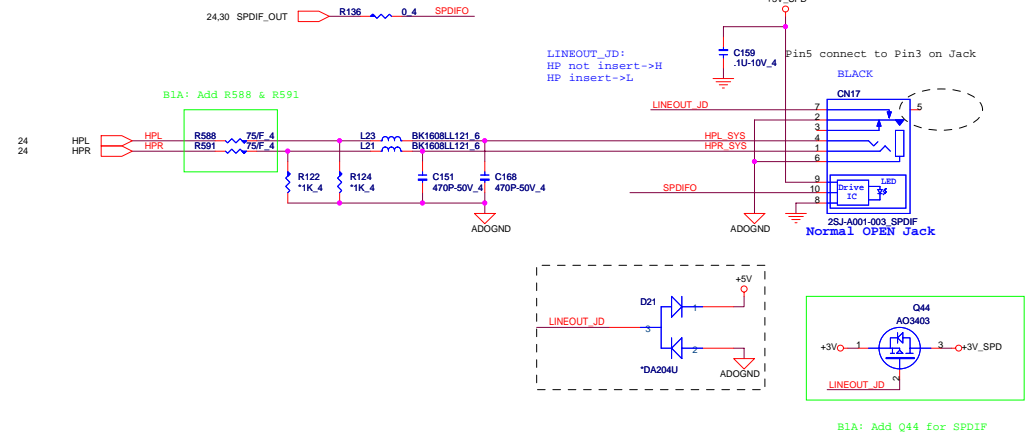 24,30 SPDIF_OUT R136 0_4 SPDIFO
+3V_SPD
C159
.1U-10V_4
LINEOUT_JD:
HP not insert->H
HP insert->L
Pin5 connect to Pin3 on Jack
BLACK
CN17
B1A: Add R588 & R591
LINEOUT_JD 7 5
2
3
24 HPL HPL R588 75/F_4 L23 BK1608LL121_6 HPL_SYS 4
24 HPR HPR R591 75/F_4 L21 BK1608LL121_6 HPR_SYS 1
6
R122
*1K_4
R124
*1K_4
C151
470P-50V_4
C168
470P-50V_4
9
SPDIFO 10
8
Drive
IC
LED
ADOGND
ADOGND
2SJ-A001-003_SPDIF
Normal OPEN Jack
+5V
D21
1
LINEOUT_JD 3
2
*DA204U
ADOGND
Q44
AO3403
+3V 1 3 +3V_SPD
2
LINEOUT_JD
B1A: Add Q44 for SPDIF